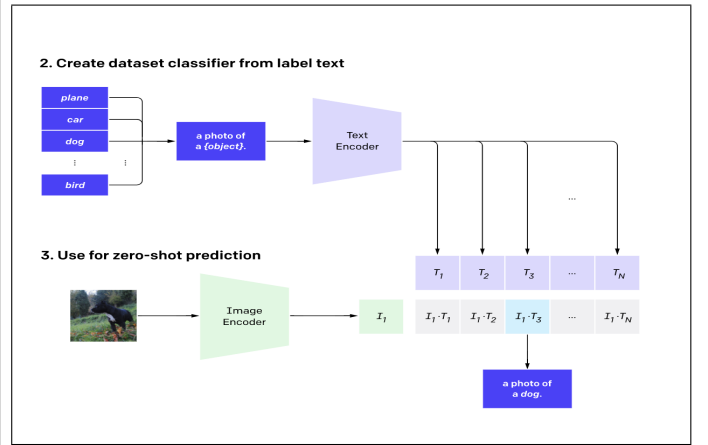 2. Create dataset classifier from label text
plane
car
dog
⋮
⋮
bird
a photo of
a {object}.
Text
Encoder
...
3. Use for zero-shot prediction
T1 T2 T3 ... TN
Image
Encoder
I1
I1·T1 I1·T2 I1·T3 ... I1·TN
a photo of
a dog.